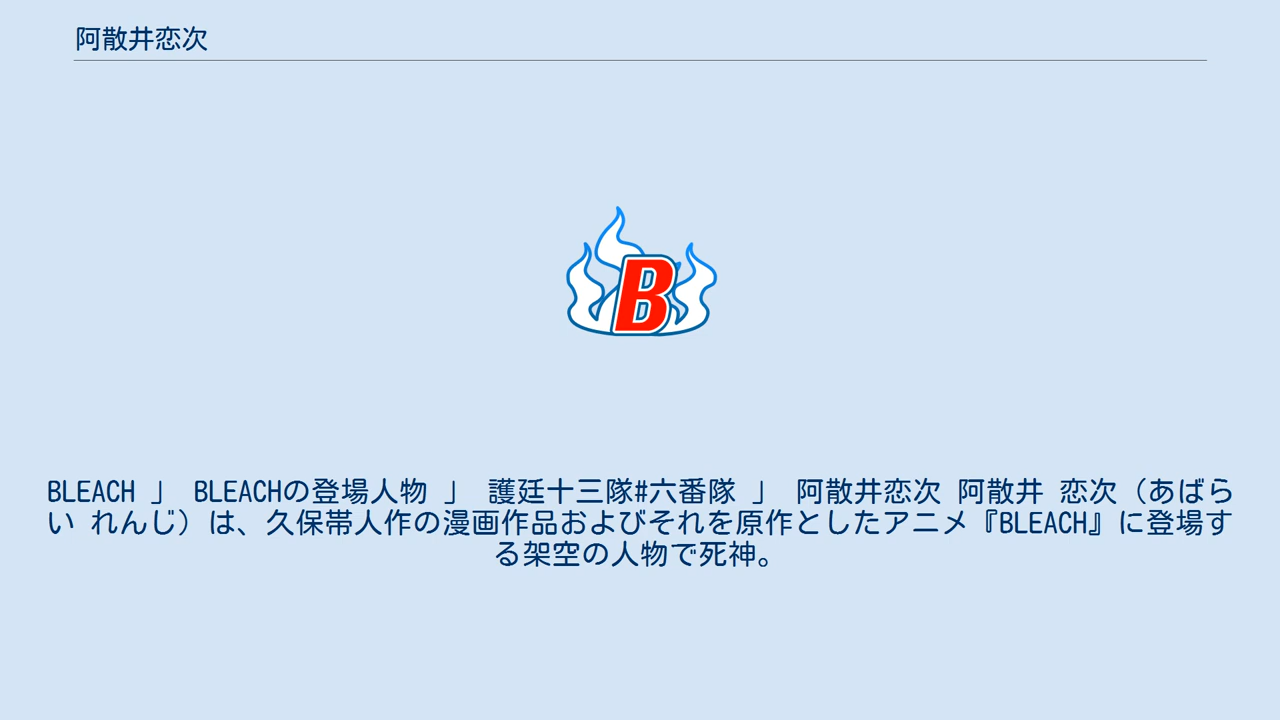 阿散井恋次
B
BLEACH 」 BLEACHの登場人物 」 護廷十三隊#六番隊 」 阿散井恋次 阿散井 恋次（あばら
い れんじ）は、久保帯人作の漫画作品およびそれを原作としたアニメ『BLEACH』に登場す
る架空の人物で死神。